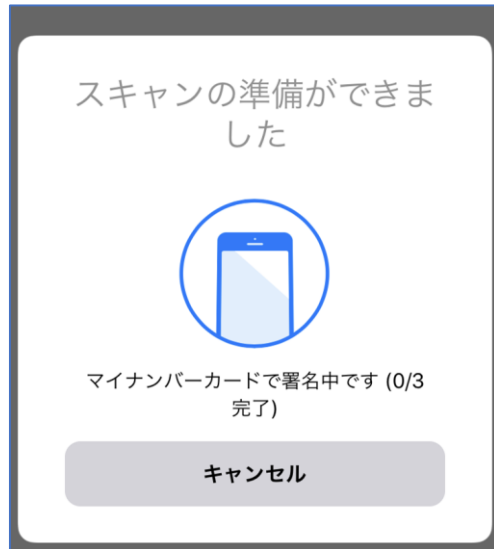 スキャンの準備ができま
した
マイナンバーカードで署名中です (0/3
完了)
キャンセル